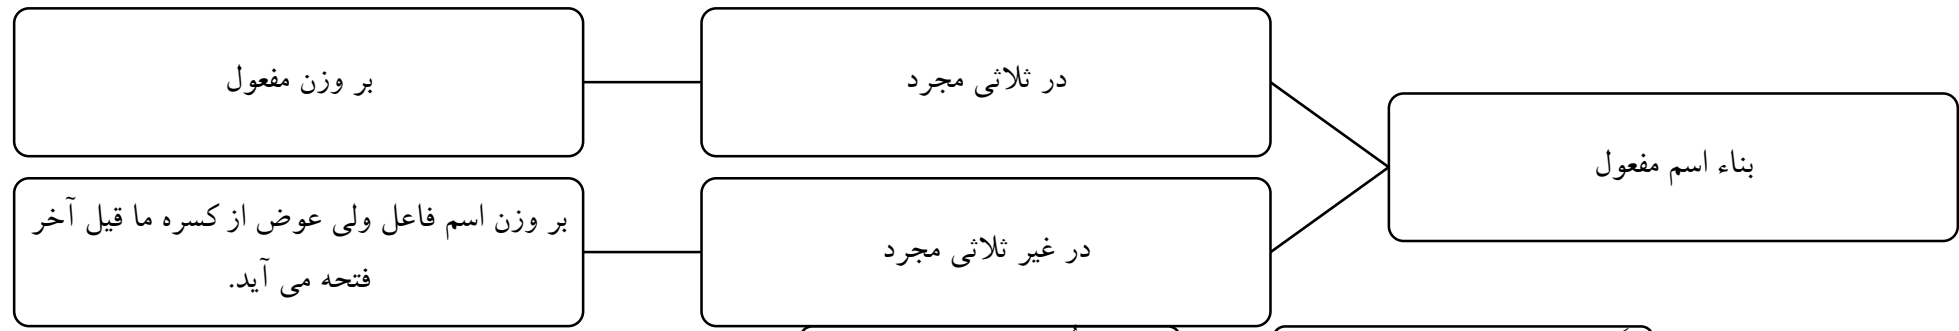 بناء اسم مفعول
در ثلاثی مجرد
بر وزن مفعول
در غیر ثلاثی مجرد
بر وزن اسم فاعل ولی عوض از کسره ما قیل آخر
فتحه می آید.